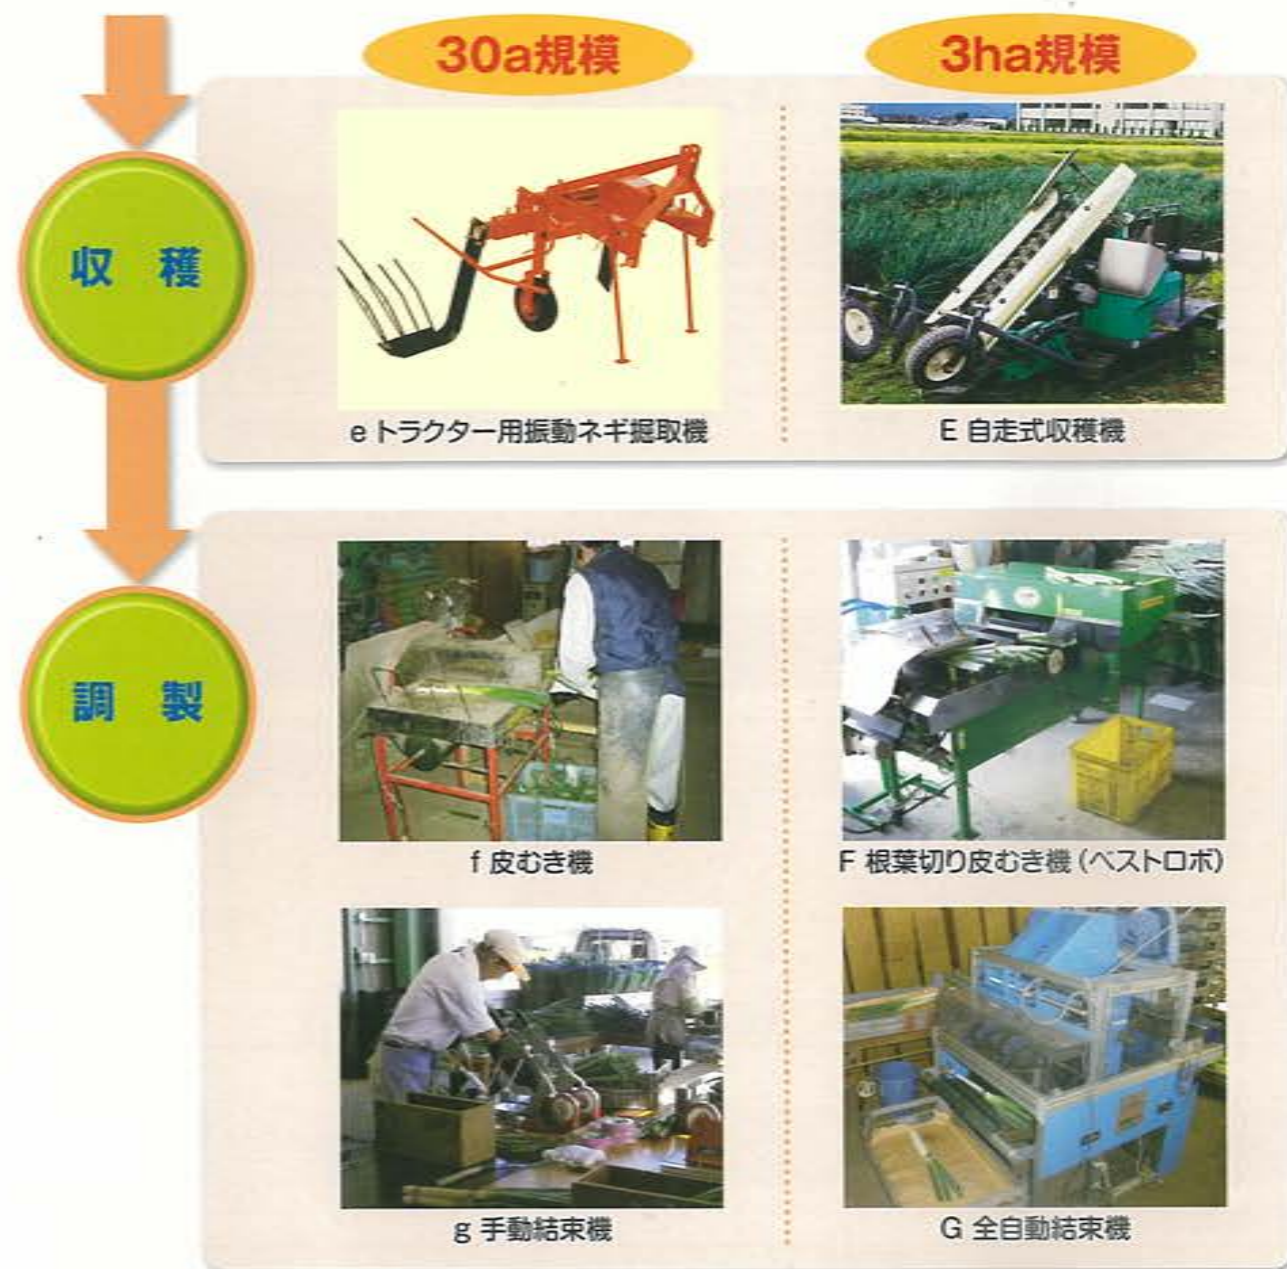 30a規模
3ha規模
収 穫
e トラクター用振動ネギ掘取機
E 自走式収穫機
調 製
f 皮むき機
F 根葉切り皮むき機（ベストロボ）
g 手動結束機
G 全自動結束機